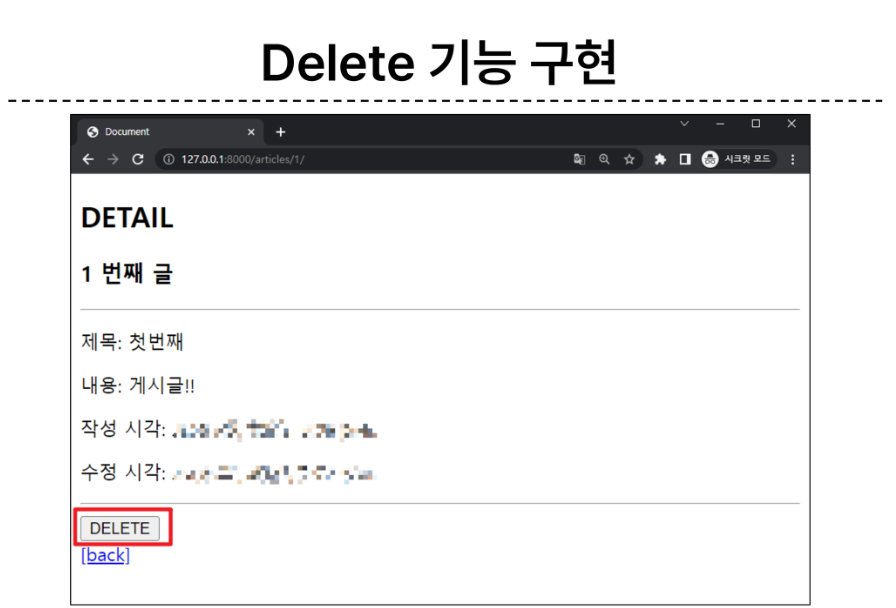 Delete 기능 구현
Document
127.0.0.1:8000/articles/1/
시크릿 모드
DETAIL
1 번째 글
제목: 첫번째
내용: 게시글!!
작성 시각:
수정 시각:
DELETE
[back]